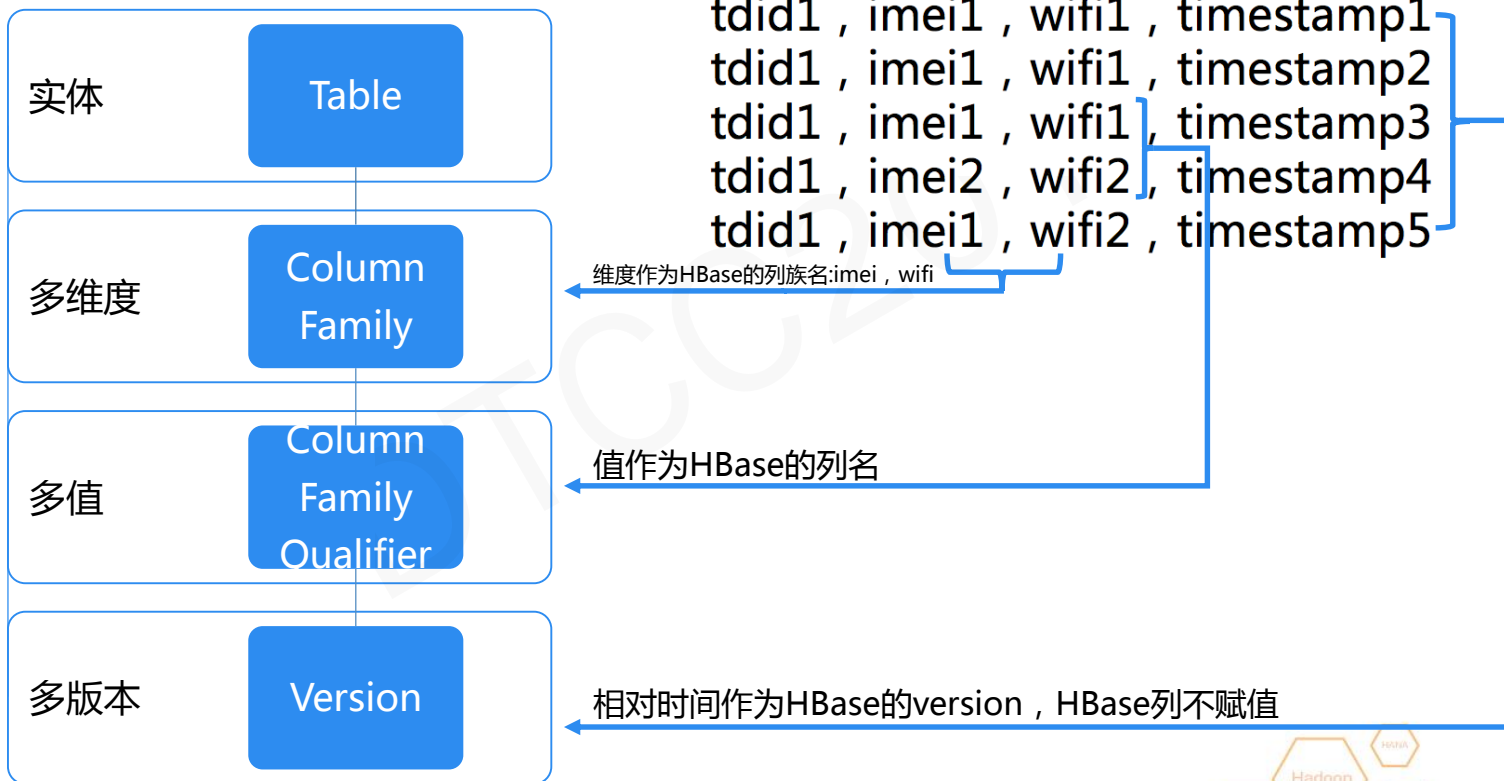 tdid1，imei1，wifi1，timestamp1
tdid1，imei1，wifi1，timestamp2
tdid1，imei1，wifi1，timestamp3
tdid1，imei2，wifi2，timestamp4
tdid1，imei1，wifi2，timestamp5
实体
Table
多维度
Column
Family
维度作为HBase的列族名:imei，wifi
多值
Column
Family
Qualifier
值作为HBase的列名
多版本
Version
相对时间作为HBase的version，HBase列不赋值
HANA
Hadoop